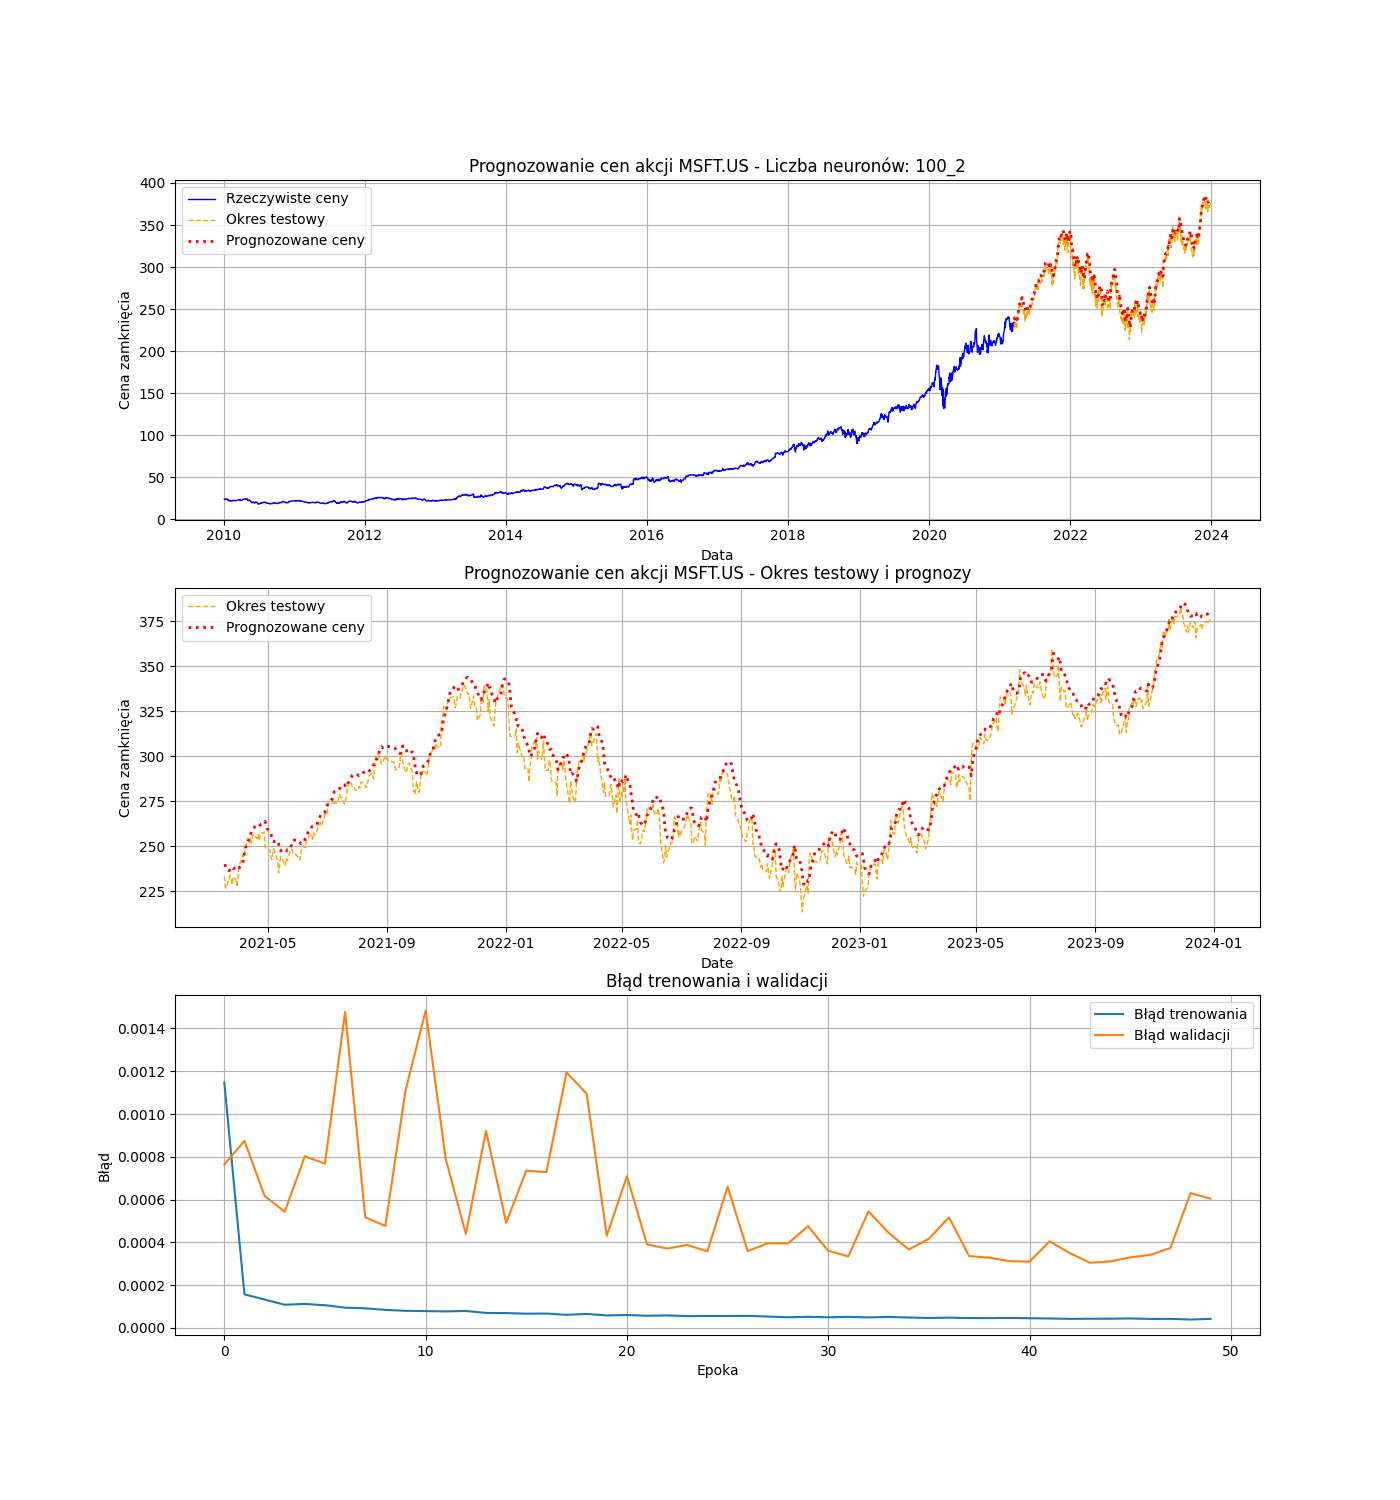 Prognozowanie cen akcji MSFT.US - Liczba neuronów: 100_2
400
350
300
250
200
150
100
50
0
Cena zamknięcia
Rzeczywiste ceny
Okres testowy
Prognozowane ceny
2010 2012 2014 2016 2018 2020 2022 2024
Data
Prognozowanie cen akcji MSFT.US - Okres testowy i prognozy
375
350
325
300
275
250
225
Cena zamknięcia
Okres testowy
Prognozowane ceny
2021-05 2021-09 2022-01 2022-05 2022-09 2023-01 2023-05 2023-09 2024-01
Date
Błąd trenowania i walidacji
0.0014
0.0012
0.0010
0.0008
0.0006
0.0004
0.0002
0.0000
Błąd
Błąd trenowania
Błąd walidacji
0 10 20 30 40 50
Epoka